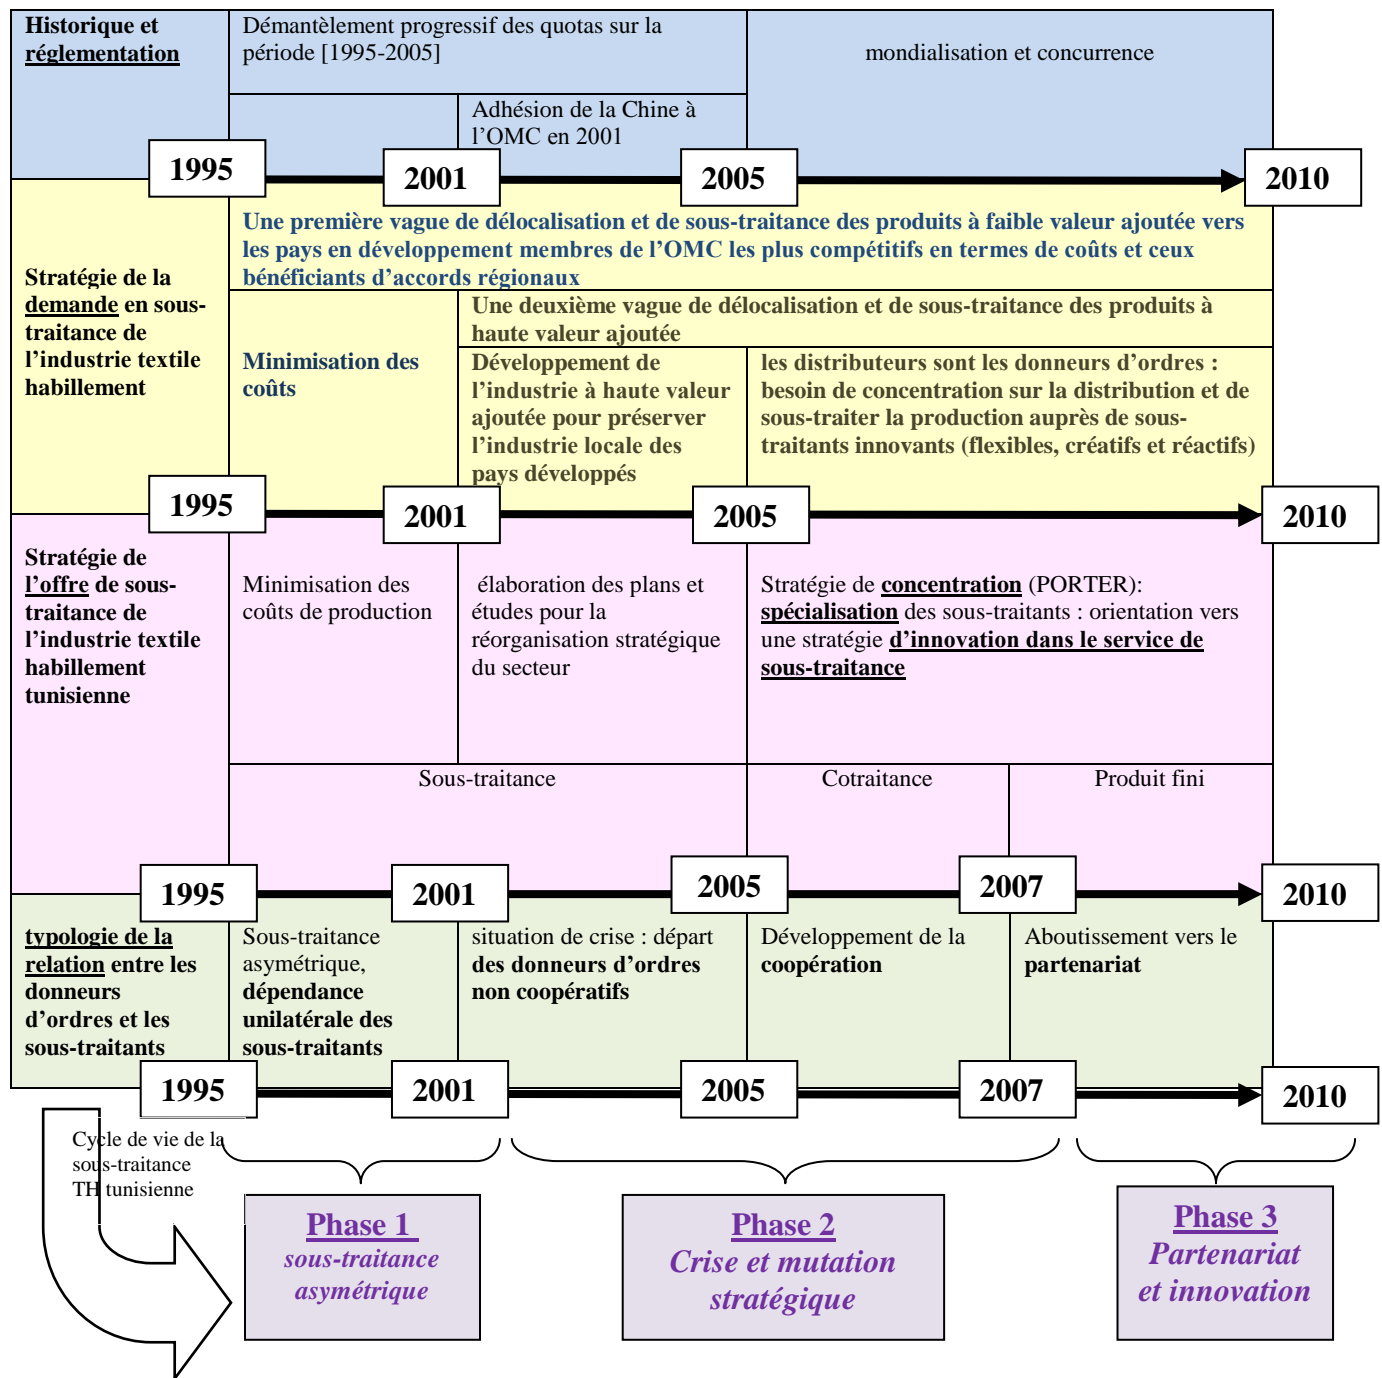 Historique et
réglementation
Démantèlement progressif des quotas sur la
période [1995-2005]
mondialisation et concurrence
Adhésion de la Chine à
l’OMC en 2001
1995
2001
2005
2010
Stratégie de la
demande en sous-
traitance de
l’industrie textile
habillement
Une première vague de délocalisation et de sous-traitance des produits à faible valeur ajoutée vers
les pays en développement membres de l’OMC les plus compétitifs en termes de coûts et ceux
bénéficiants d’accords régionaux
Minimisation des
coûts
Une deuxième vague de délocalisation et de sous-traitance des produits à
haute valeur ajoutée
Développement de
l’industrie à haute valeur
ajoutée pour préserver
l’industrie locale des
pays développés
les distributeurs sont les donneurs d’ordres :
besoin de concentration sur la distribution et de
sous-traiter la production auprès de sous-
traitants innovants (flexibles, créatifs et réactifs)
1995
2001
2005
2010
Stratégie de
l’offre de sous-
traitance de
l’industrie textile
habillement
tunisienne
Minimisation des
coûts de production
élaboration des plans et
études pour la
réorganisation stratégique
du secteur
Stratégie de concentration (PORTER):
spécialisation des sous-traitants : orientation vers
une stratégie d’innovation dans le service de
sous-traitance
Sous-traitance
Cotraitance
Produit fini
1995
2001
2005
2007
2010
typologie de la
relation entre les
donneurs
d’ordres et les
sous-traitants
Sous-traitance
asymétrique,
dépendance
unilatérale des
sous-traitants
situation de crise : départ
des donneurs d’ordres
non coopératifs
Développement de la
coopération
Aboutissement vers le
partenariat
1995
2001
2005
2007
2010
Cycle de vie de la
sous-traitance
TH tunisienne
Phase 1
sous-traitance
asymétrique
Phase 2
Crise et mutation
stratégique
Phase 3
Partenariat
et innovation